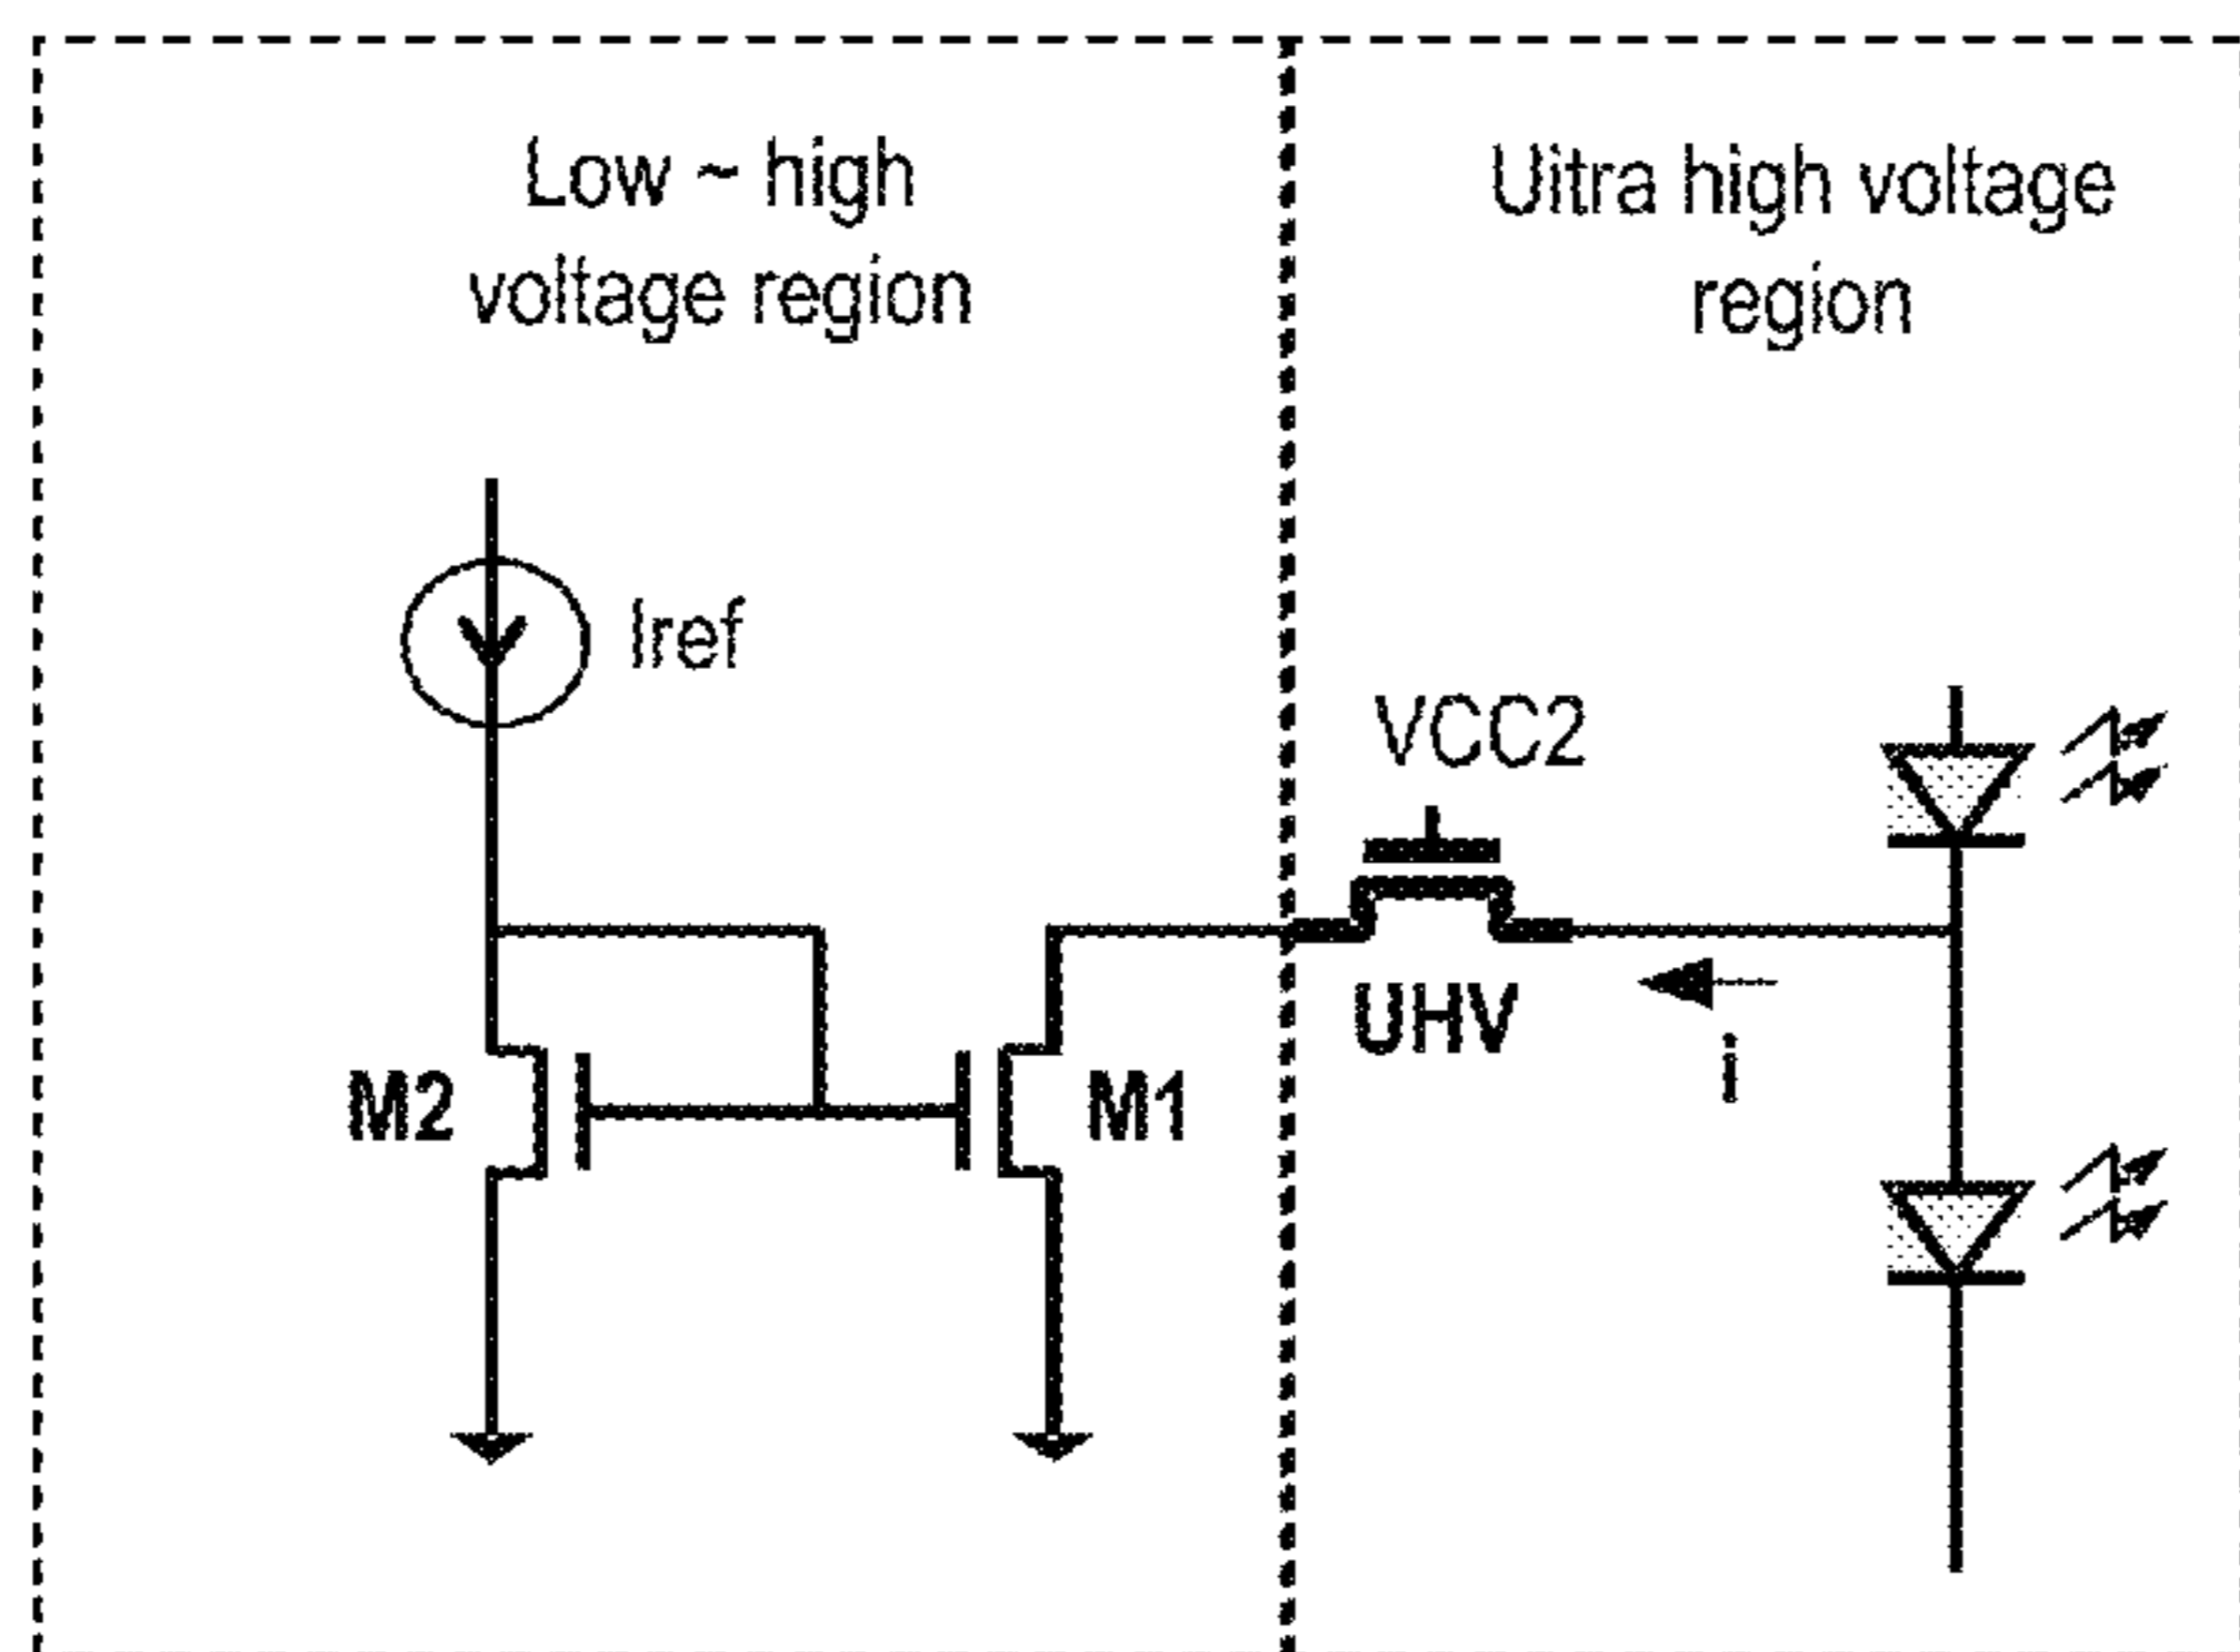 Low ~ high
voltage region
Uitra high voltage
region
Iref
VCC2
UHV
i
M2
M1